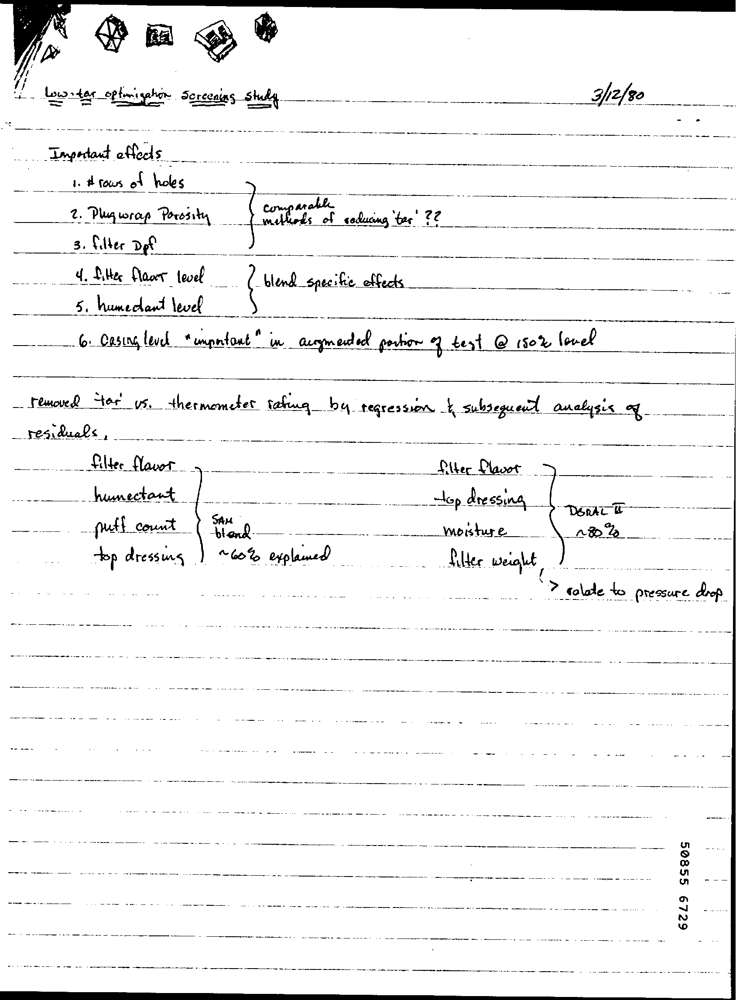 Low-tar optimization Screening Study
3/12/80
Important effects
1. # rows of holes
2. Plugwrap Porosity
3. filter Dpf
comparable
methods of reducing 'tar' ??
4. filter flavor level
5. humectant level
blend specific effects
6. Casing level "important" in augmented portion of test @ 150% level
removed 'tar' vs. thermometer rating by regression & subsequent analysis of
residuals,
filter flavor
humectant
puff count
top dressing
SAM
blend
~60% explained
filter flavor
top dressing
moisture
filter weight
II
~80%
> relate to pressure drop
50855 6729